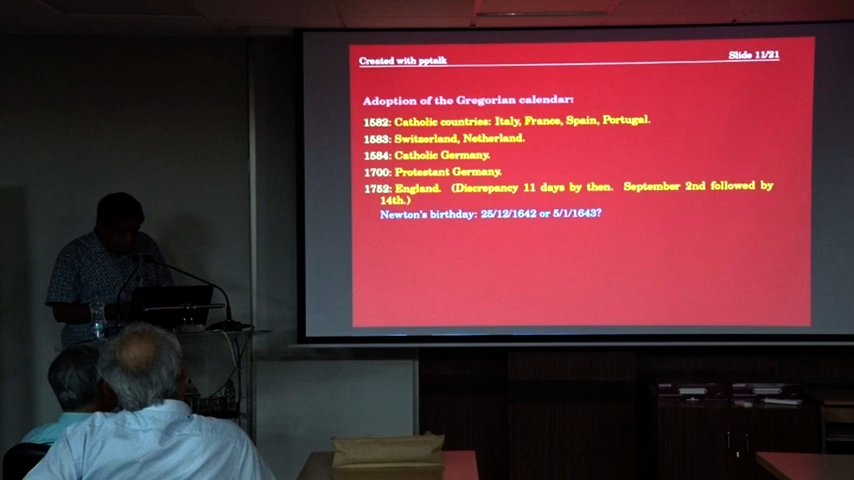 Created with pptalk
Slide 11/21
Adoption of the Gregorian calendar:
1582: Catholic countries: Italy, France, Spain, Portugal.
1583: Switzerland, Netherland.
1584: Catholic Germany.
1700: Protestant Germany.
1752: England. (Discrepancy 11 days by then. September 2nd followed by
14th.)
Newton's birthday: 25/12/1642 or 5/1/1643?